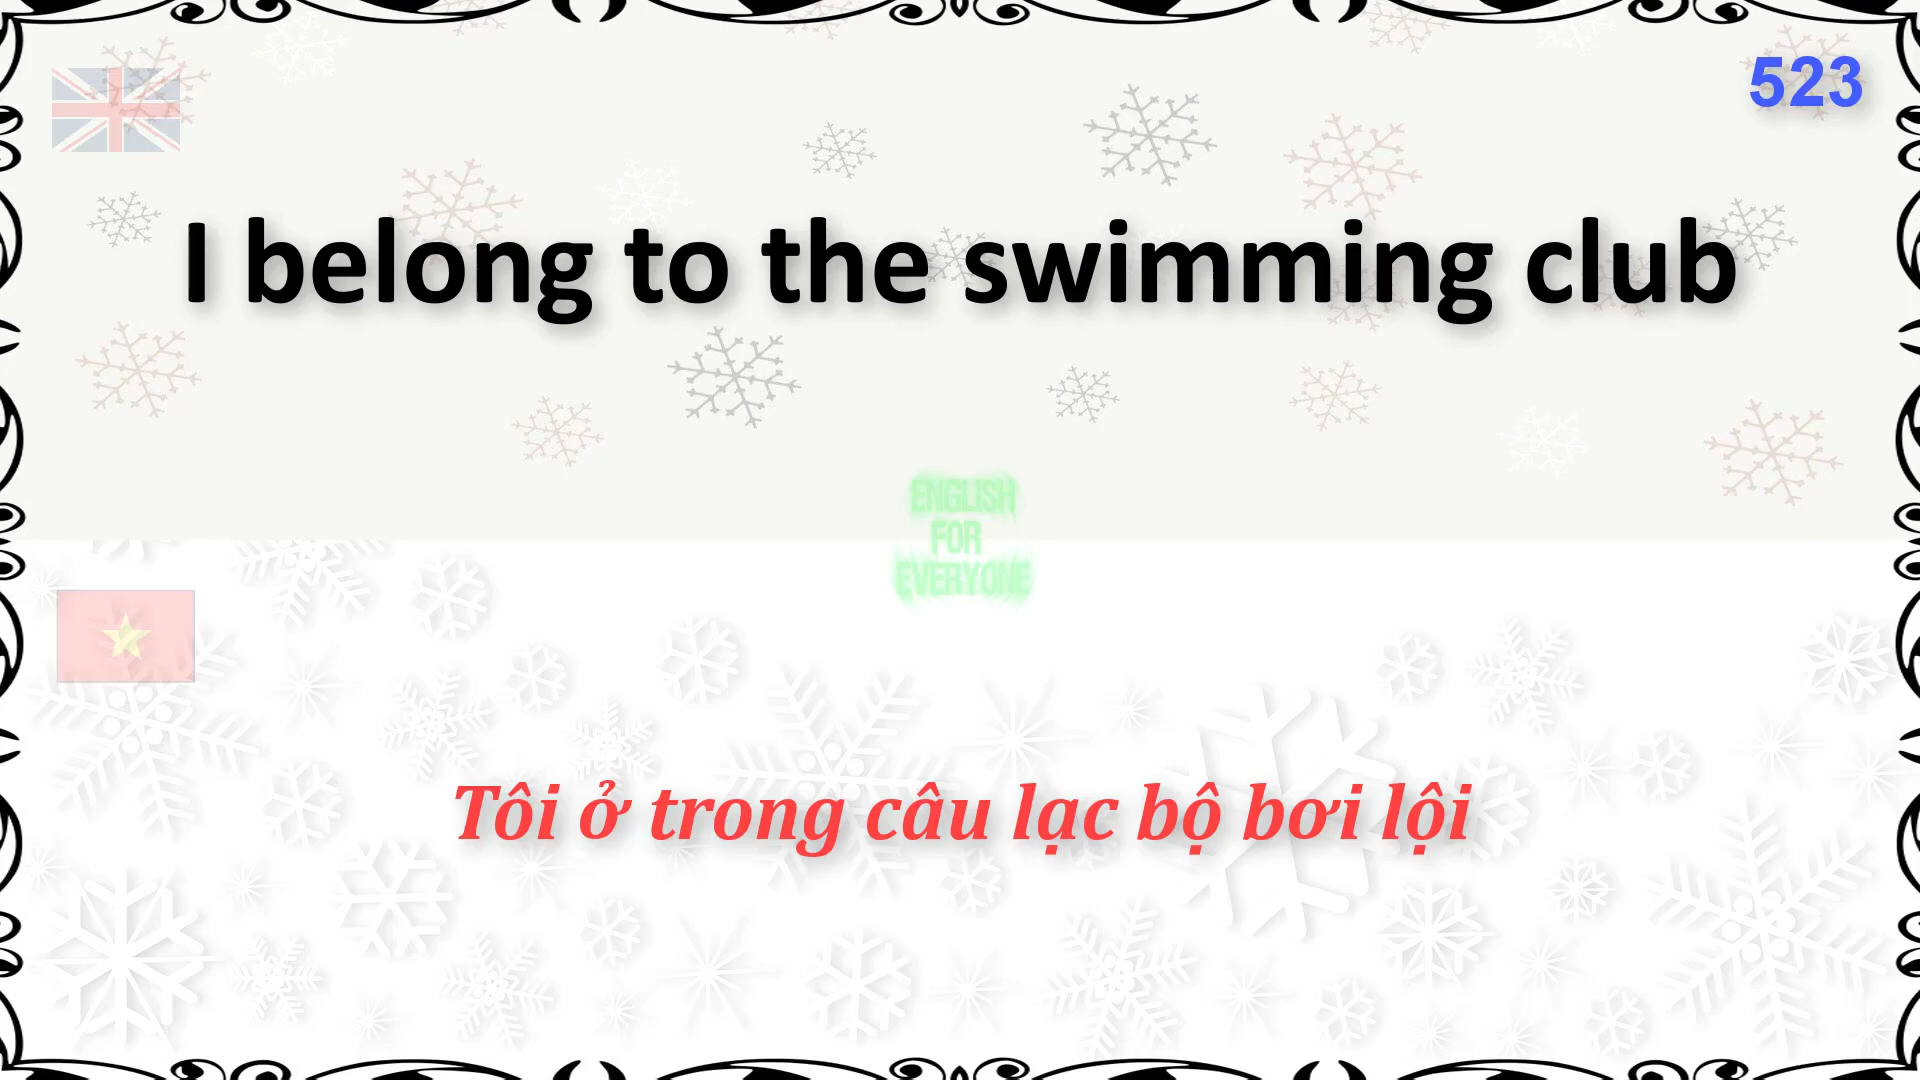 523
I belong to the swimming club
ENGLISH
FOR
EVERYONE
Tôi ở trong câu lạc bộ bơi lội